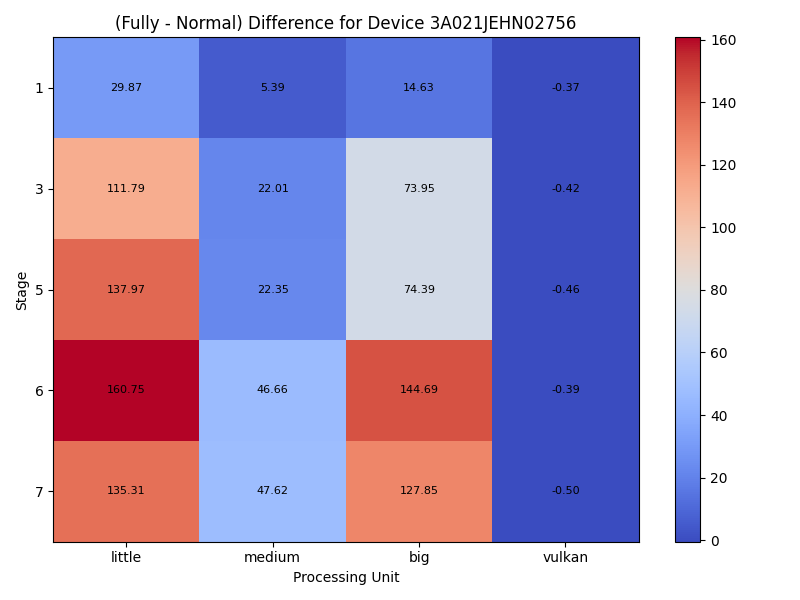 (Fully - Normal) Difference for Device 3A021JEHN02756
160
1 29.87 5.39 14.63 -0.37
140
120
3 111.79 22.01 73.95 -0.42
100
Stage
5 137.97 22.35 74.39 -0.46
80
60
6 160.75 46.66 144.69 -0.39
40
20
7 135.31 47.62 127.85 -0.50
0
little medium big vulkan
Processing Unit